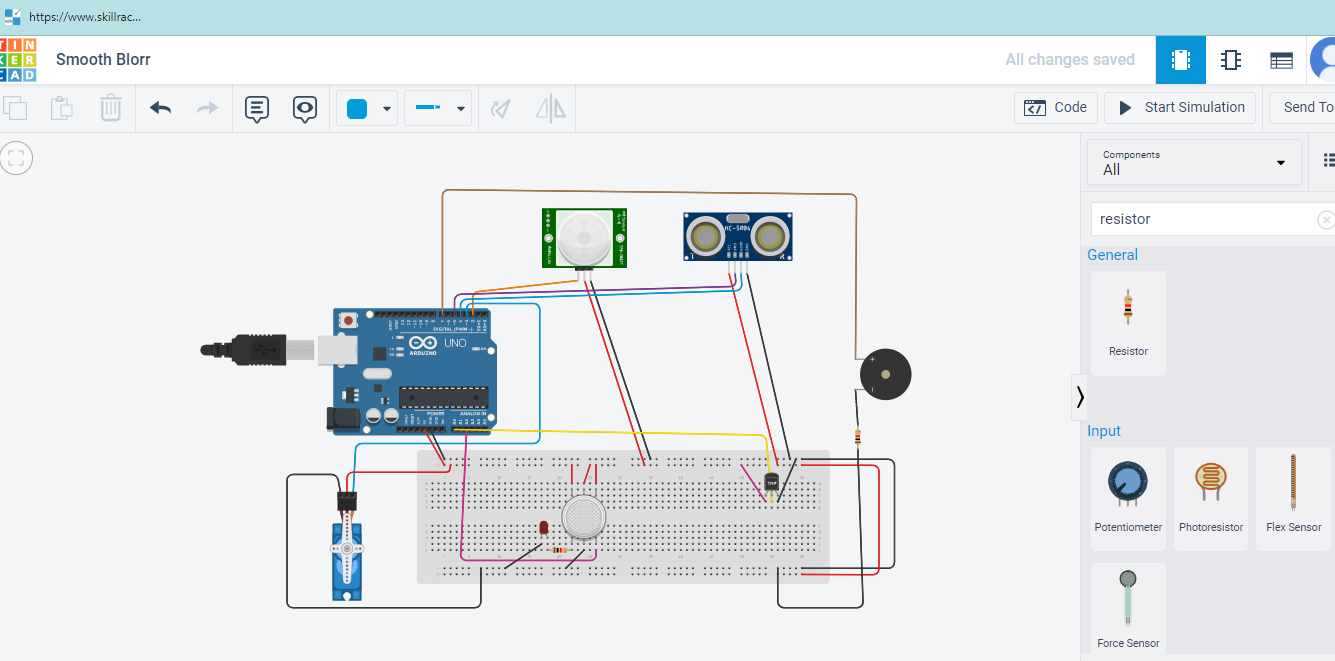 https://www.skillrac...
TIN
KER
CAD
Smooth Blorr
All changes saved
Code
Start Simulation
Send To
Components
All
resistor
General
Resistor
HC-SR04
DIGITAL (PWM~)
UNO
ARDUINO
POWER
ANALOG IN
Input
Potentiometer
Photoresistor
Flex Sensor
Force Sensor